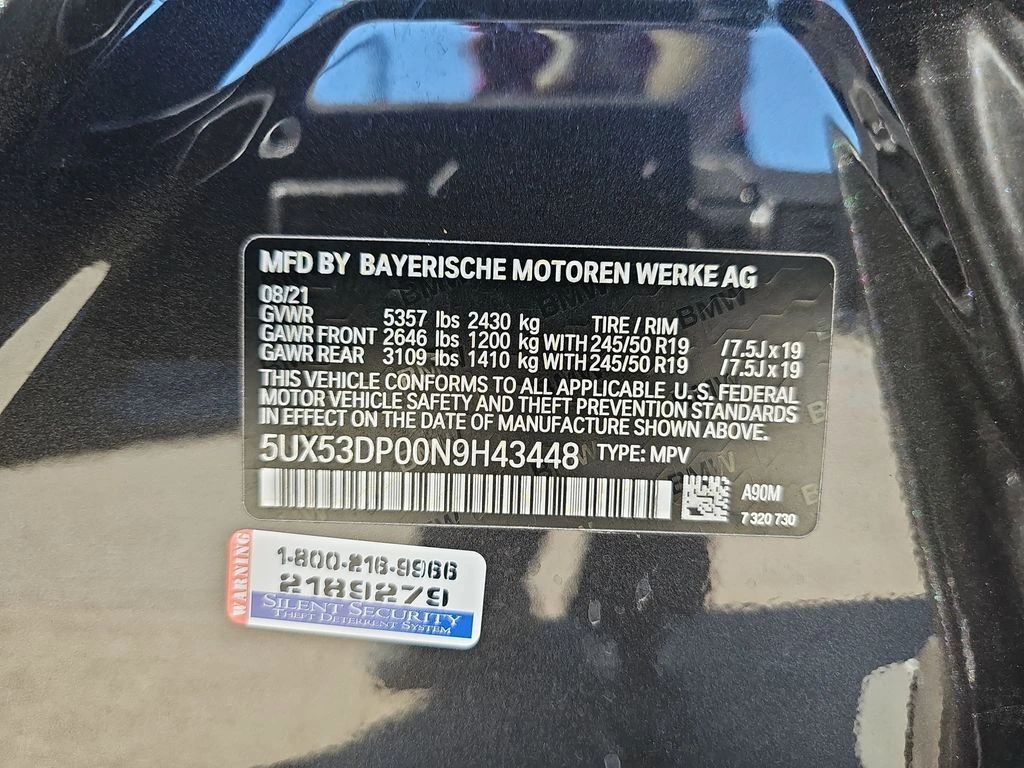 MFD BY BAYERISCHE MOTOREN WERKE AG
08/21
GVWR 5357 lbs 2430 kg TIRE / RIM
GAWR FRONT 2646 lbs 1200 kg WITH 245/50 R19 /7.5J x 19
GAWR REAR 3109 lbs 1410 kg WITH 245/50 R19 /7.5J x 19
THIS VEHICLE CONFORMS TO ALL APPLICABLE U. S. FEDERAL
MOTOR VEHICLE SAFETY AND THEFT PREVENTION STANDARDS
IN EFFECT ON THE DATE OF MANUFACTURE SHOWN ABOVE.
5UX53DP00N9H43448 TYPE: MPV
A90M
7 320 730
WARNING
1-800-216-9966
2189279
SILENT SECURITY
THEFT DETERRENT SYSTEM